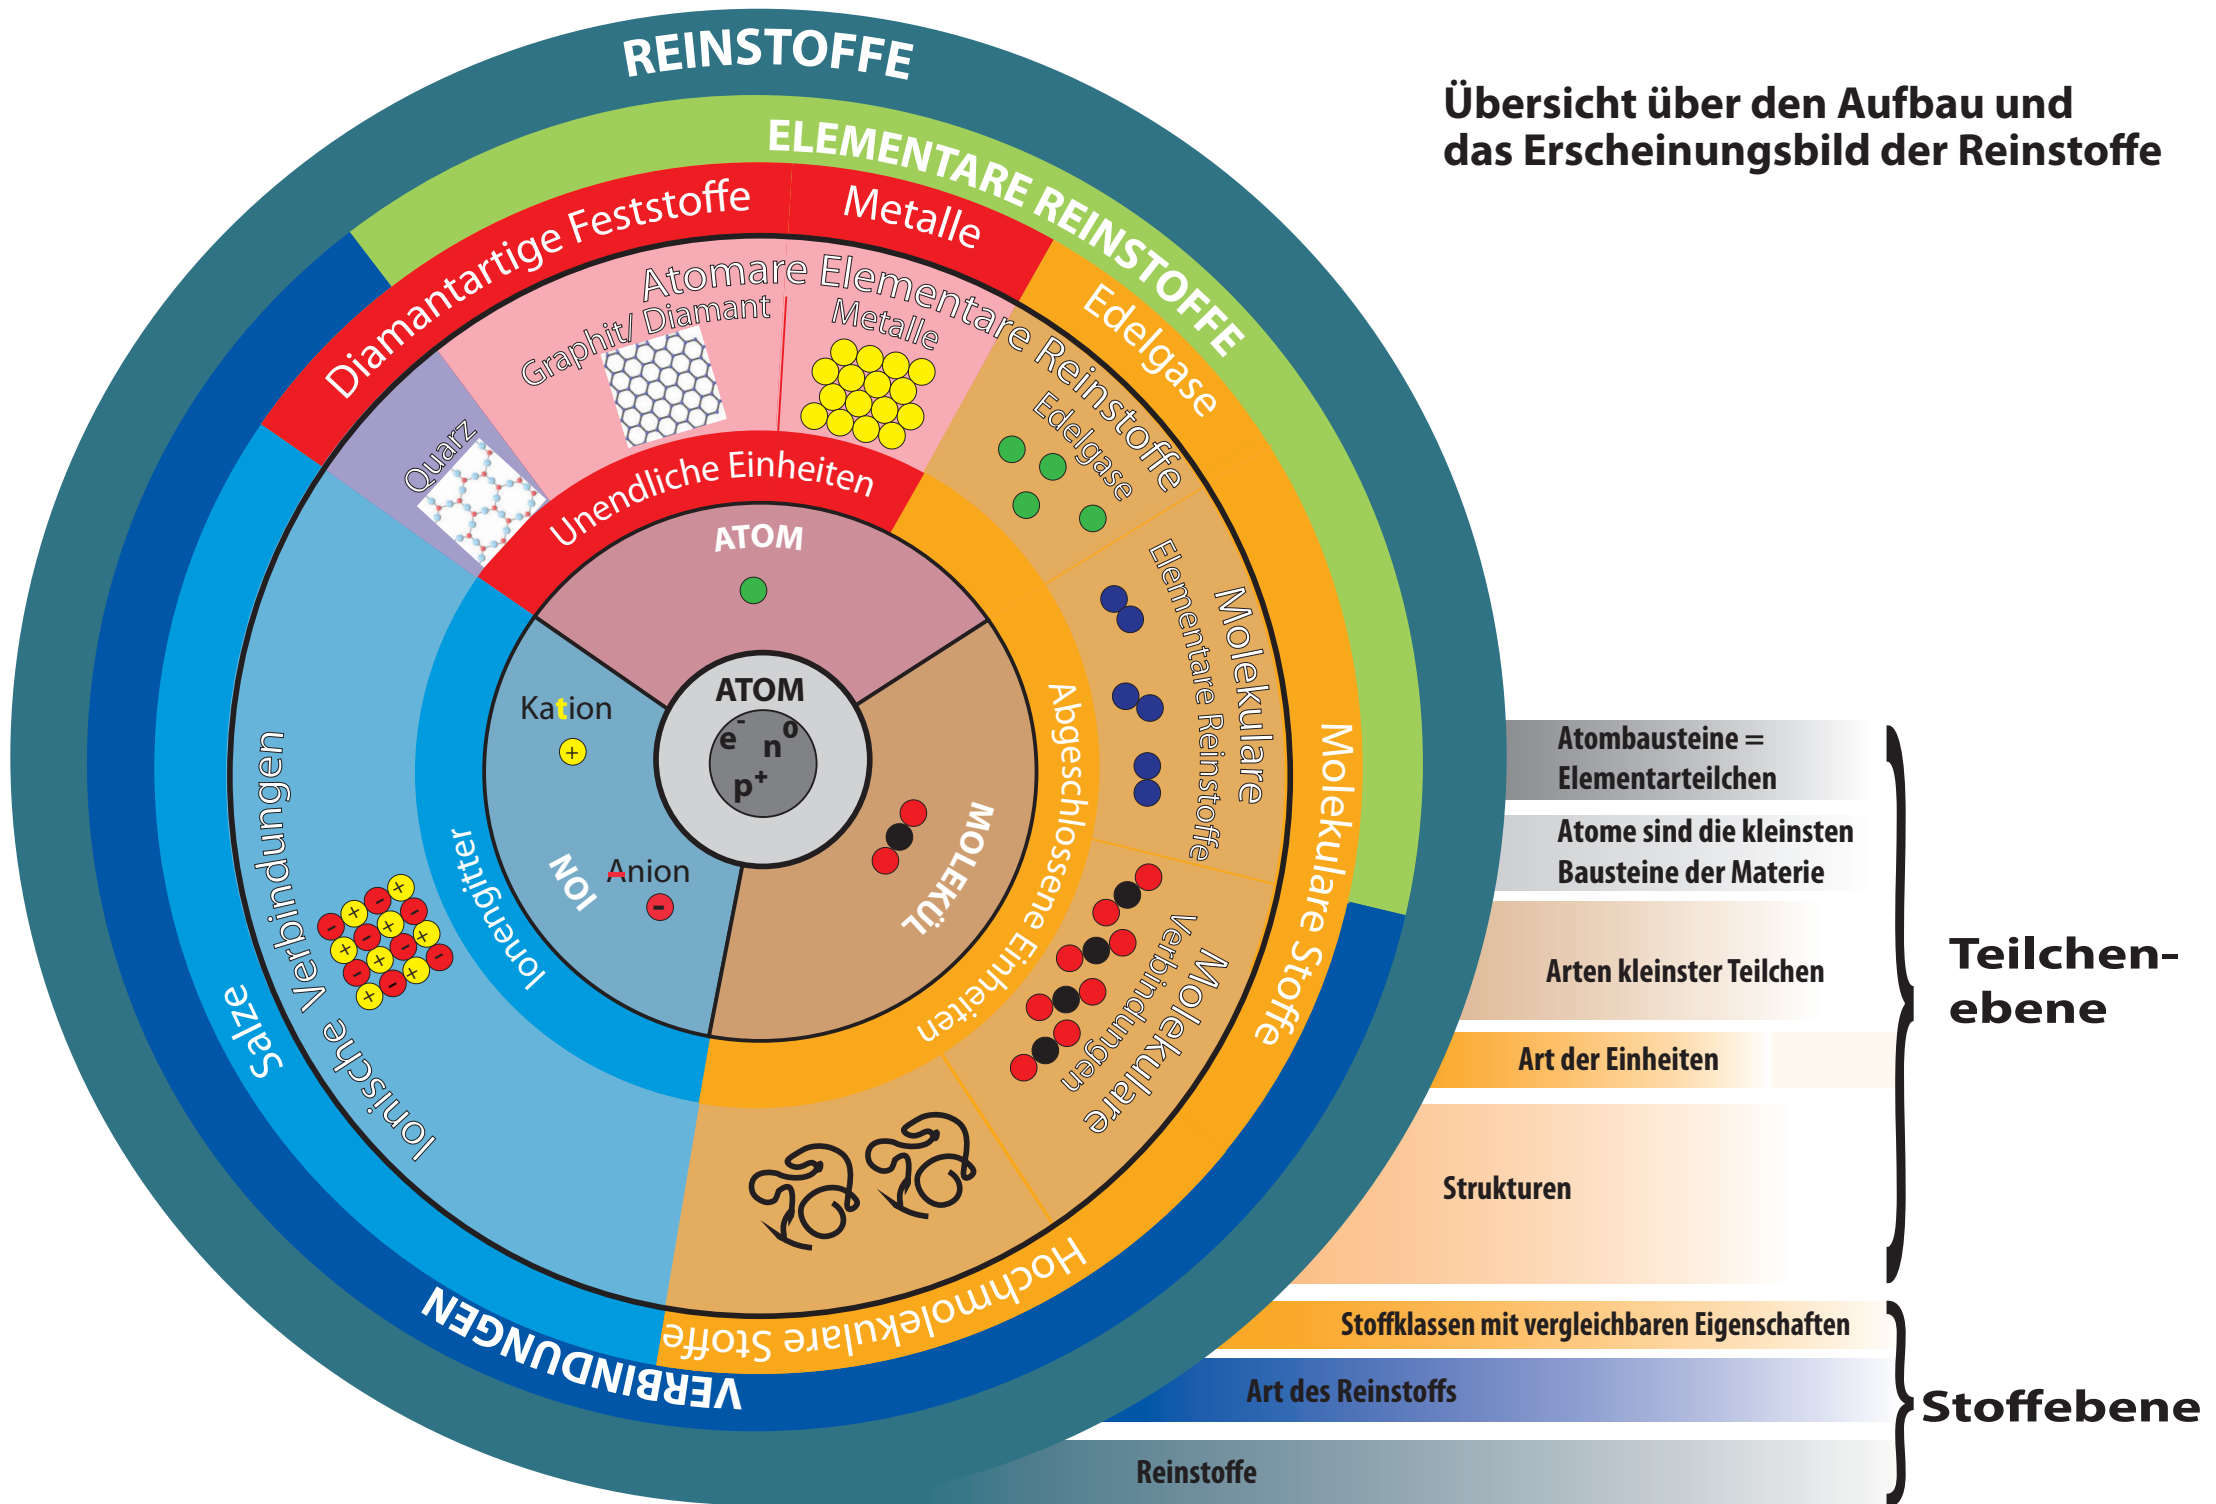 REINSTOFFE
Übersicht über den Aufbau und
das Erscheinungsbild der Reinstoffe
ELEMENTARE REINSTOFFE
VERBINDUNGEN
Diamantartige Feststoffe
Metalle
Edelgase
Molekulare Stoffe
Hochmolekulare Stoffe
Salze
Atomare Elementare Reinstoffe
Quarz
Graphit/ Diamant
Metalle
Edelgase
Molekulare
Elementare Reinstoffe
Molekulare
Verbindungen
Ionische Verbindungen
Unendliche Einheiten
Abgeschlossene Einheiten
Ionengitter
ATOM
MOLEKÜL
ION
Kation
+
Anion
-
ATOM
e-
n0
p+
+ - + - + - + - + - + - + - + - +
Atombausteine =
Elementarteilchen
Atome sind die kleinsten
Bausteine der Materie
Arten kleinster Teilchen
Art der Einheiten
Strukturen
Teilchen-
ebene
Stoffklassen mit vergleichbaren Eigenschaften
Art des Reinstoffs
Reinstoffe
Stoffebene